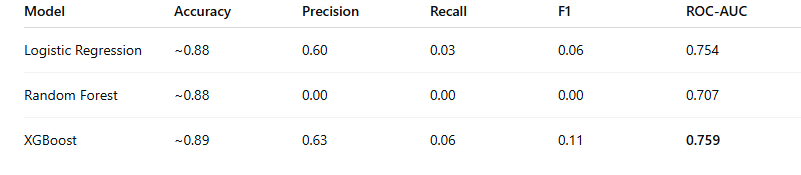 Model Accuracy Precision Recall F1 ROC-AUC
Logistic Regression ~0.88 0.60 0.03 0.06 0.754
Random Forest ~0.88 0.00 0.00 0.00 0.707
XGBoost ~0.89 0.63 0.06 0.11 0.759